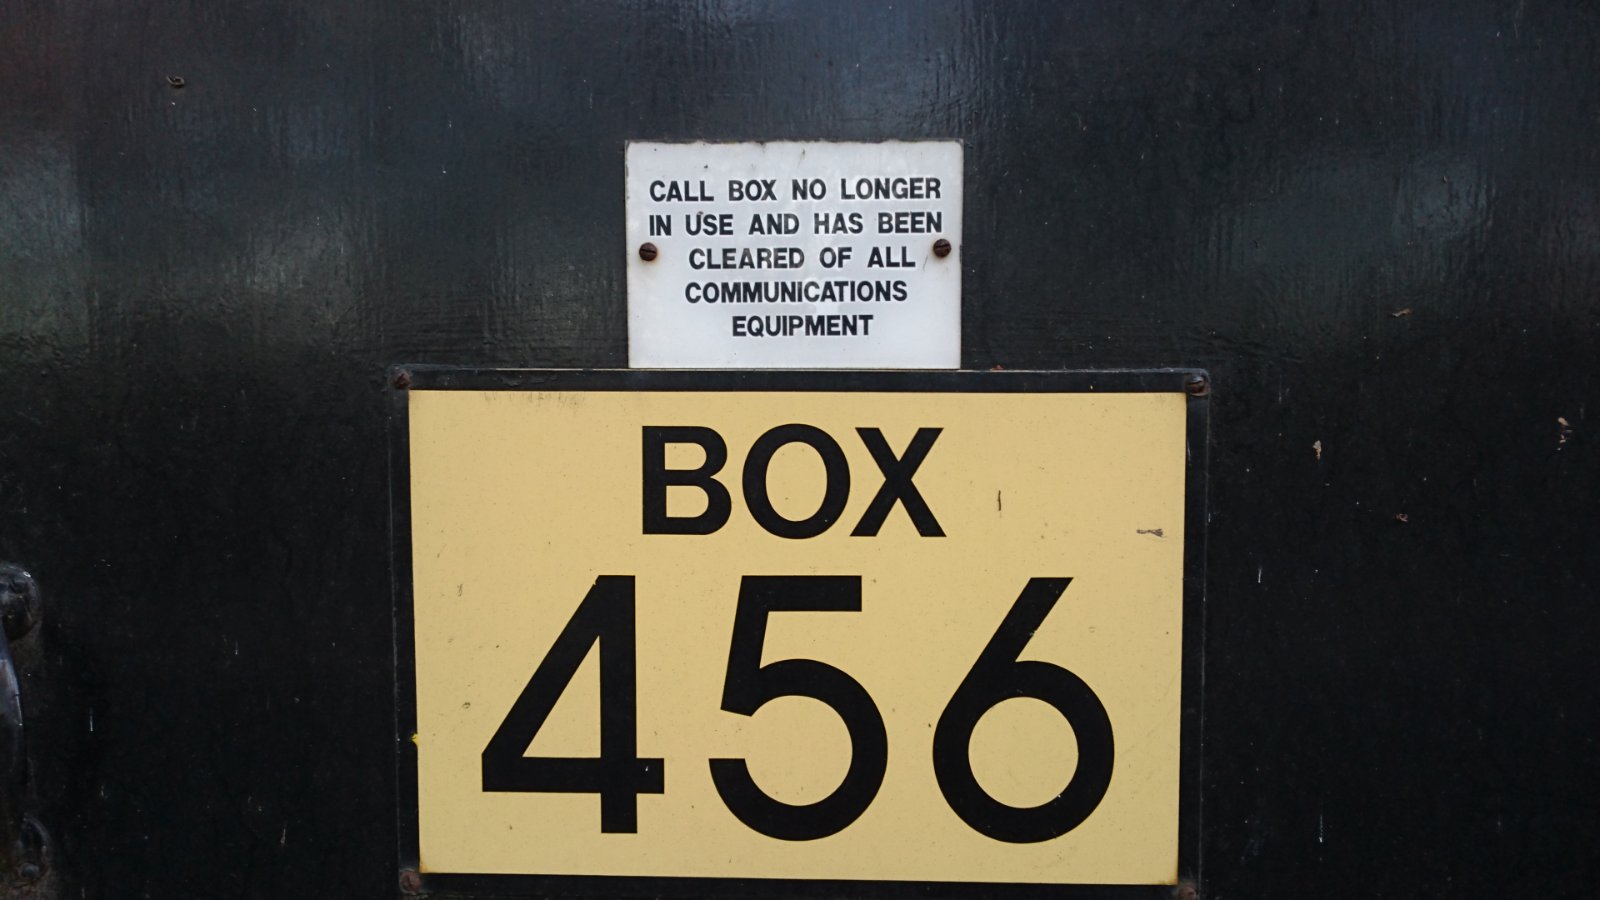 CALL BOX NO LONGER
IN USE AND HAS BEEN
CLEARED OF ALL
COMMUNICATIONS
EQUIPMENT
BOX
456